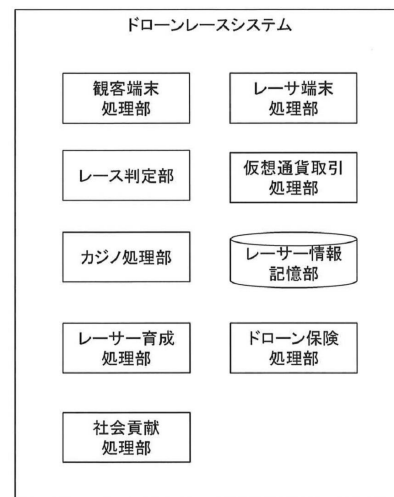 ドローンレースシステム
観客端末
処理部
レーサ端末
処理部
レース判定部
仮想通貨取引
処理部
カジノ処理部
レーサー情報
記憶部
レーサー育成
処理部
ドローン保険
処理部
社会貢献
処理部